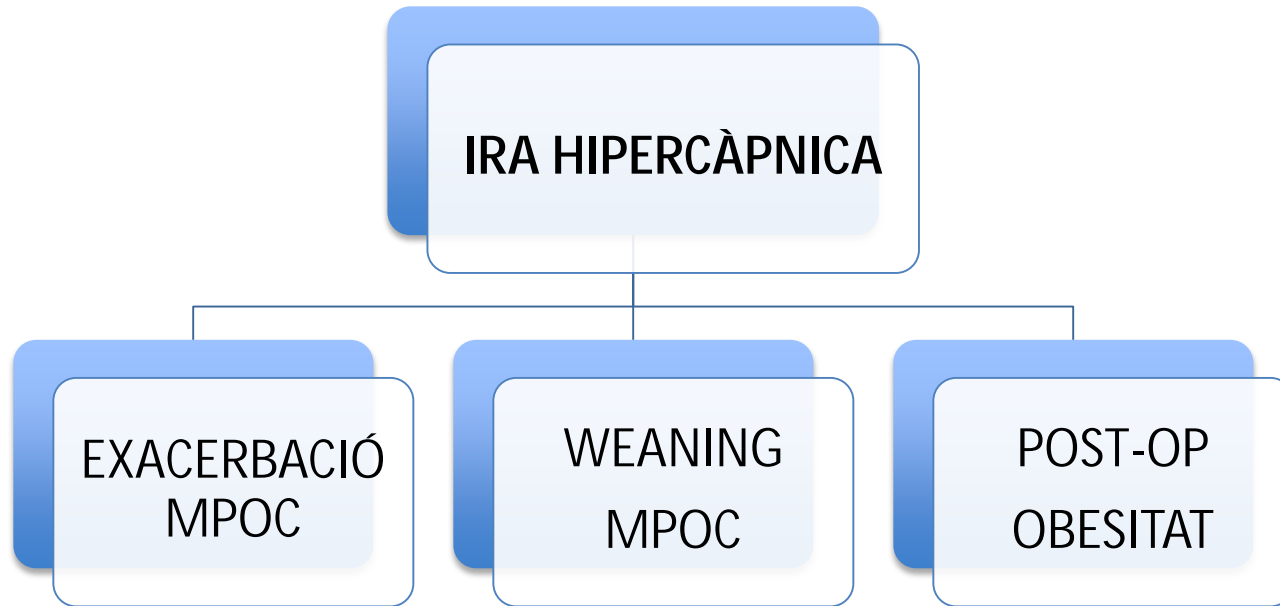 IRA HIPERCÀPNICA
EXACERBACIÓ
MPOC
WEANING
MPOC
POST-OP
OBESITAT